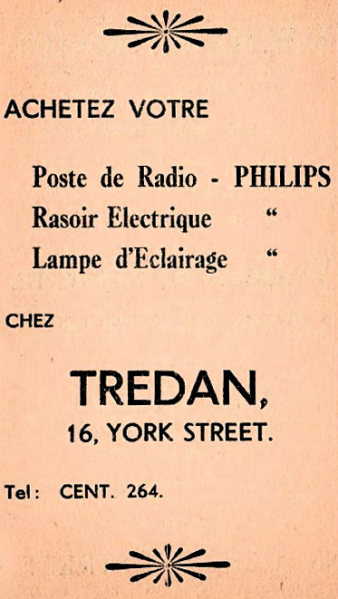 ACHETEZ VOTRE
Poste de Radio - PHILIPS
Rasoir Electrique “
Lampe d'Eclairage “
CHEZ
TREDAN,
16, YORK STREET.
Tel: CENT. 264.